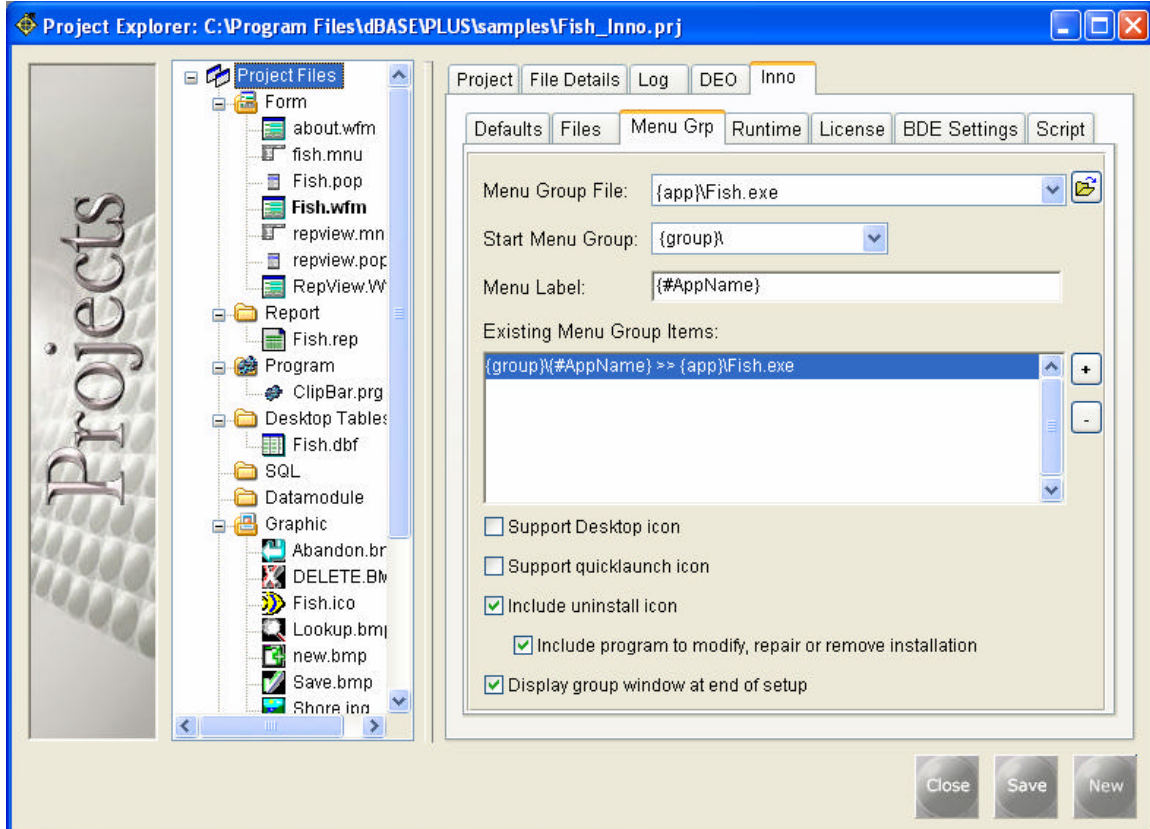 Project Explorer: C:\Program Files\dBASE\PLUS\samples\Fish_Inno.prj
Projects
Project Files
Form
about.wfm
fish.mnu
Fish.pop
Fish.wfm
repview.mn
repview.pop
RepView.W
Report
Fish.rep
Program
ClipBar.prg
Desktop Tables
Fish.dbf
SQL
Datamodule
Graphic
Abandon.br
DELETE.BM
Fish.ico
Lookup.bmp
new.bmp
Save.bmp
Shore.jpg
Project File Details Log DEO Inno
Defaults Files Menu Grp Runtime License BDE Settings Script
Menu Group File: {app}\Fish.exe
Start Menu Group: {group}\
Menu Label: {#AppName}
Existing Menu Group Items:
{group}\{#AppName} >> {app}\Fish.exe
+
-
Support Desktop icon
Support quicklaunch icon
Include uninstall icon
Include program to modify, repair or remove installation
Display group window at end of setup
Close Save New